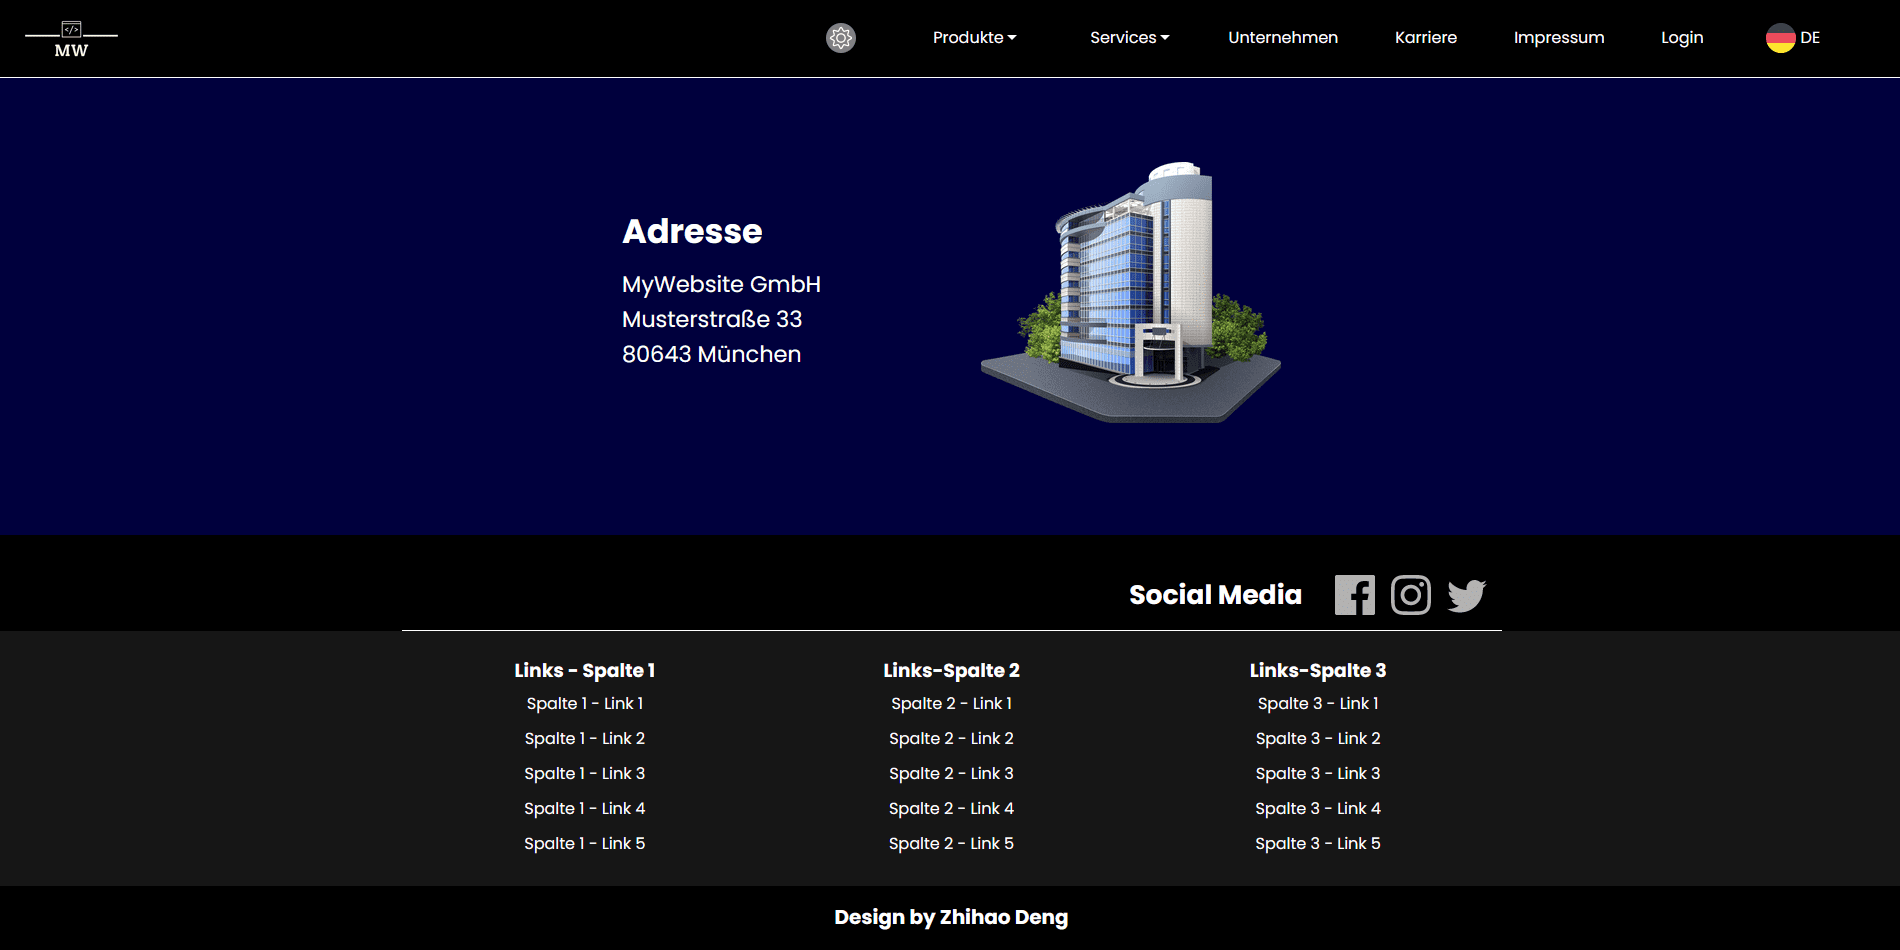 </>
MW
Produkte
Services
Unternehmen
Karriere
Impressum
Login
DE
Adresse
MyWebsite GmbH
Musterstraße 33
80643 München
Social Media
Links - Spalte 1
Spalte 1 - Link 1
Spalte 1 - Link 2
Spalte 1 - Link 3
Spalte 1 - Link 4
Spalte 1 - Link 5
Links-Spalte 2
Spalte 2 - Link 1
Spalte 2 - Link 2
Spalte 2 - Link 3
Spalte 2 - Link 4
Spalte 2 - Link 5
Links-Spalte 3
Spalte 3 - Link 1
Spalte 3 - Link 2
Spalte 3 - Link 3
Spalte 3 - Link 4
Spalte 3 - Link 5
Design by Zhihao Deng